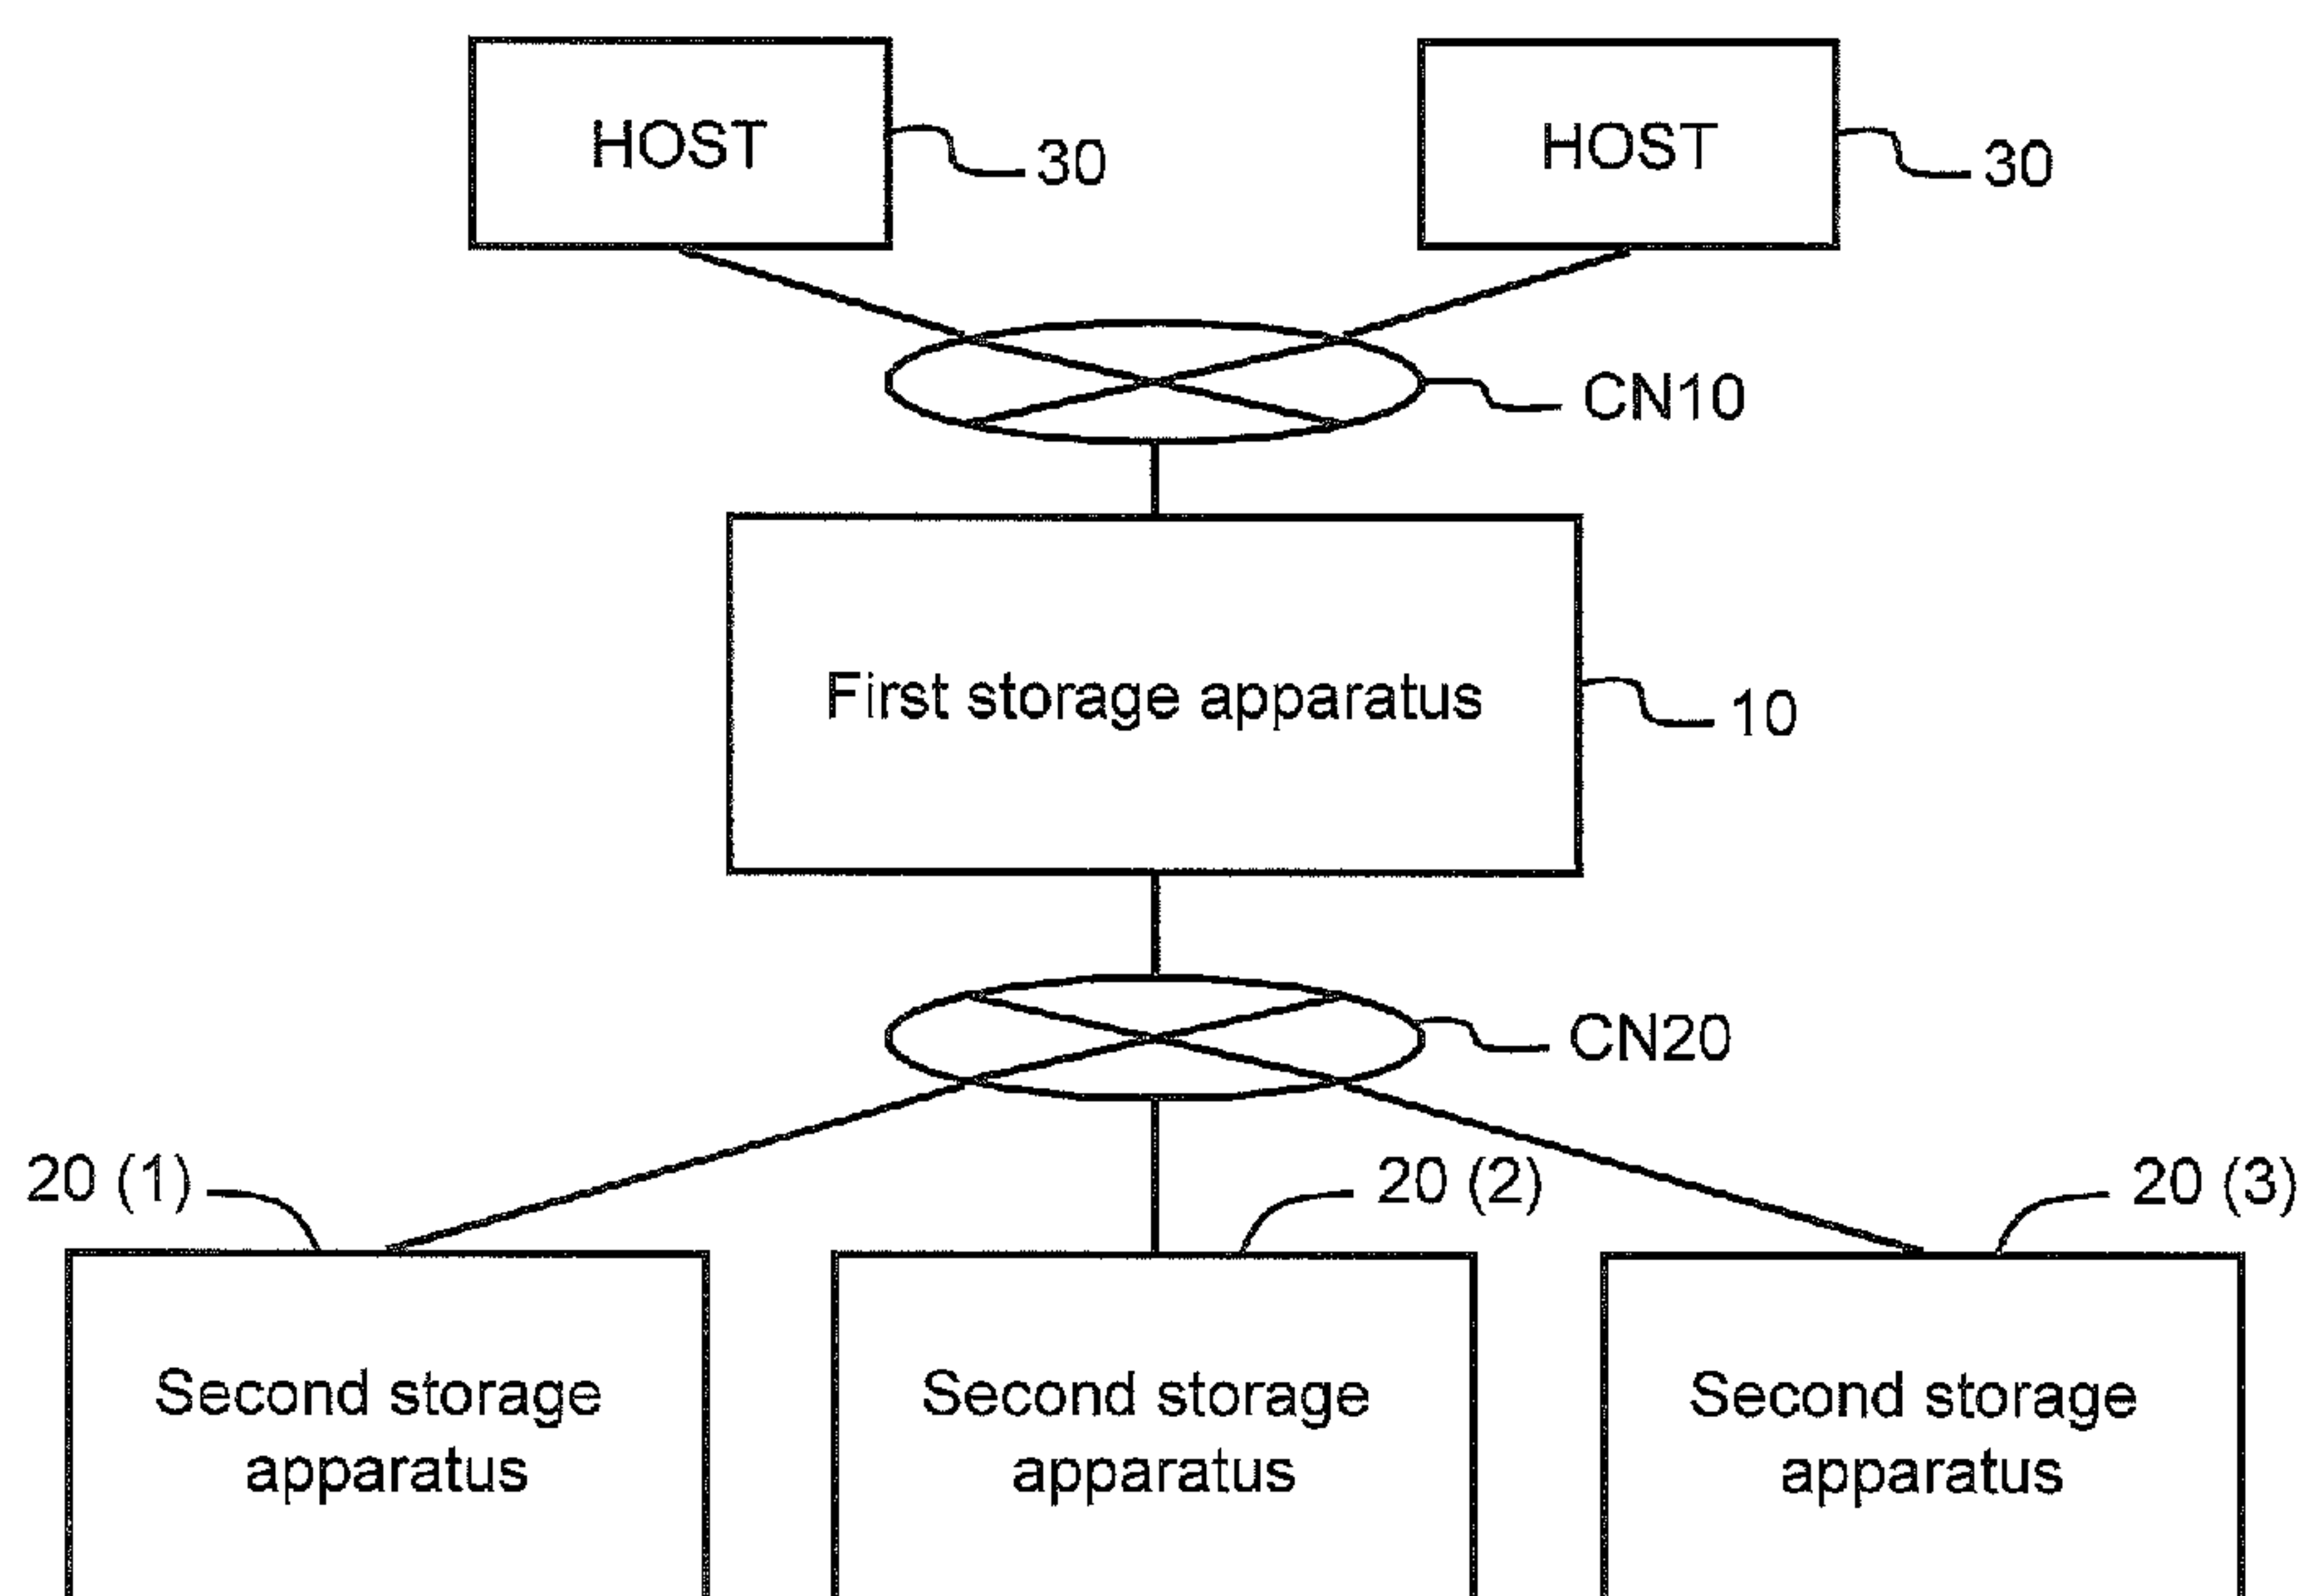 HOST
30
HOST
30
CN10
First storage apparatus
10
CN20
20 (1)
20 (2)
20 (3)
Second storage
apparatus
Second storage
apparatus
Second storage
apparatus